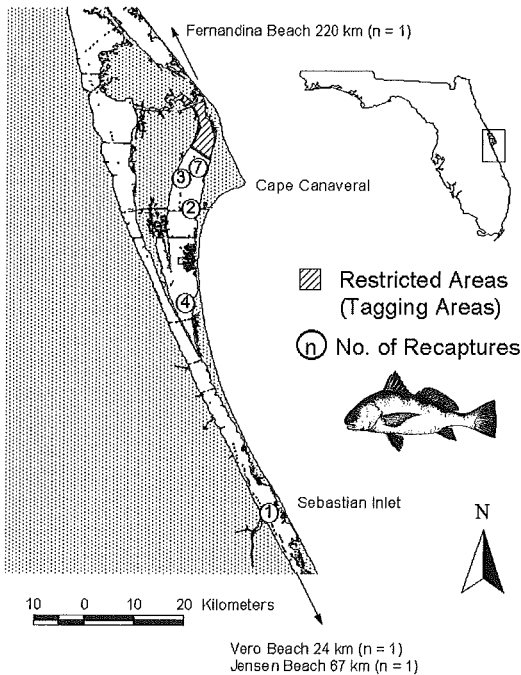 Fernandina Beach 220 km (n = 1)
7
3
Cape Canaveral
2
Restricted Areas
(Tagging Areas)
4
n No. of Recaptures
Sebastian Inlet
1
N
10 0 10 20 Kilometers
Vero Beach 24 km (n = 1)
Jensen Beach 67 km (n = 1)